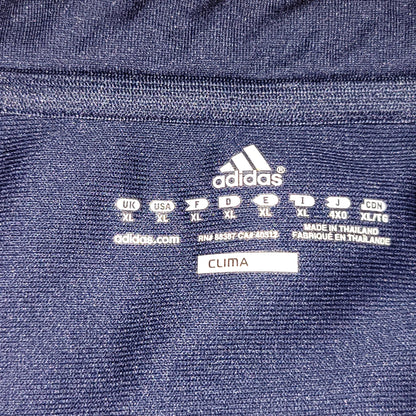 adidas®
UK USA F D E I J CDN
XL XL XL XL XL XL 4XO XL/TG
adidas.com RN# 88387 CA# 40312 MADE IN THAILAND
FABRIQUÉ EN THAÏLANDE
CLIMA